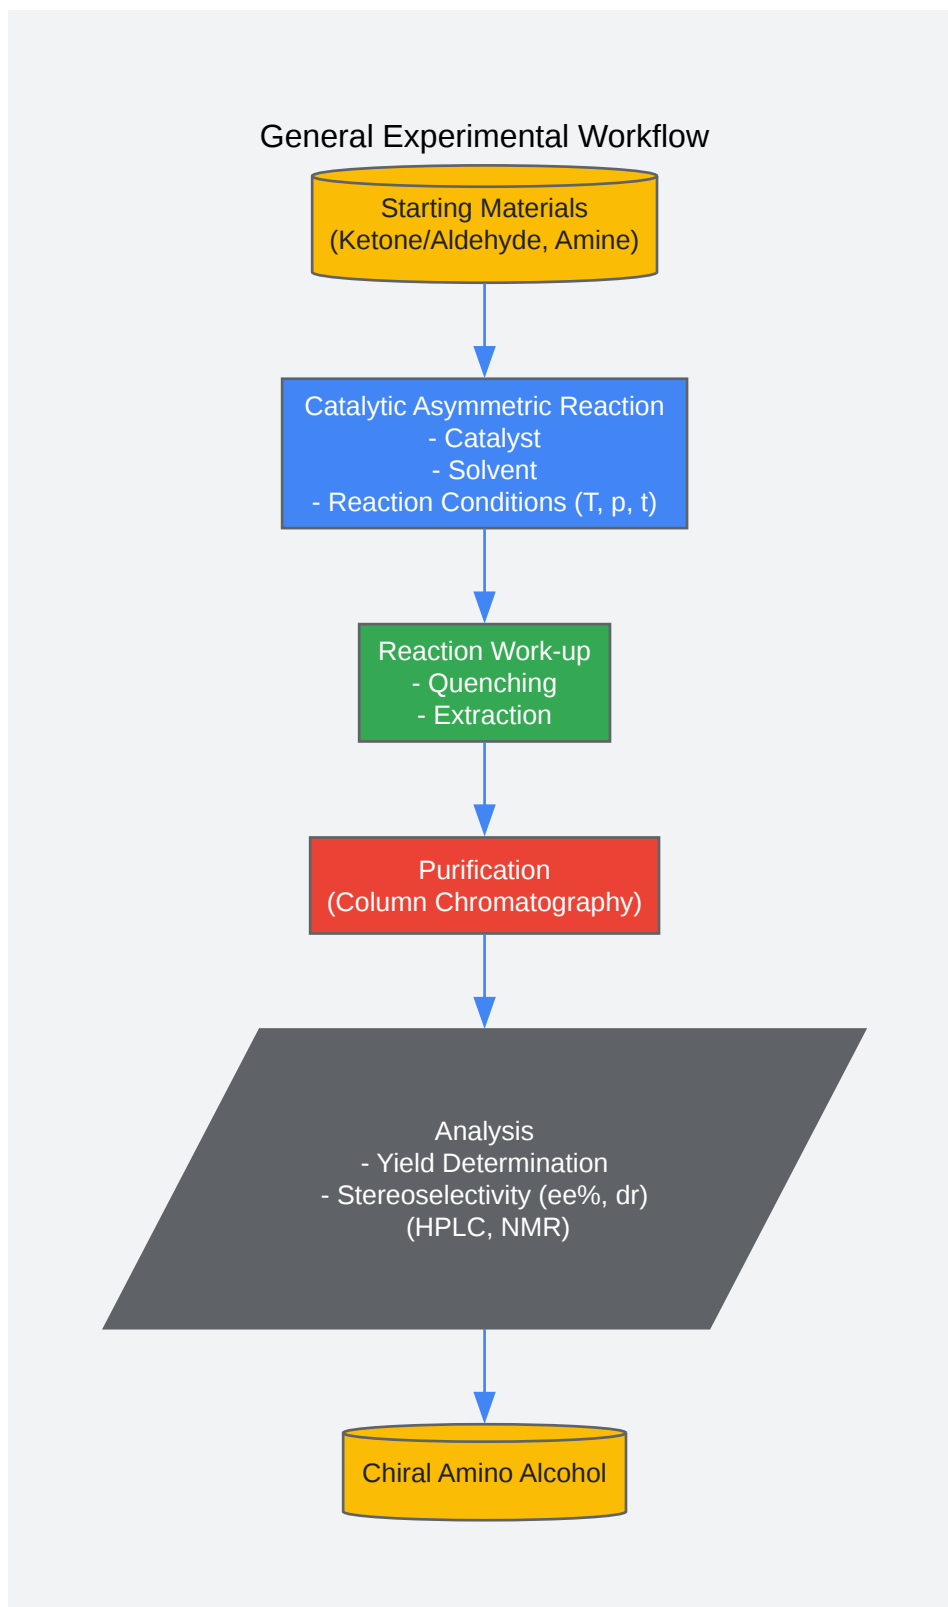 General Experimental Workflow
Starting Materials
(Ketone/Aldehyde, Amine)
Catalytic Asymmetric Reaction
- Catalyst
- Solvent
- Reaction Conditions (T, p, t)
Reaction Work-up
- Quenching
- Extraction
Purification
(Column Chromatography)
Analysis
- Yield Determination
- Stereoselectivity (ee%, dr)
(HPLC, NMR)
Chiral Amino Alcohol